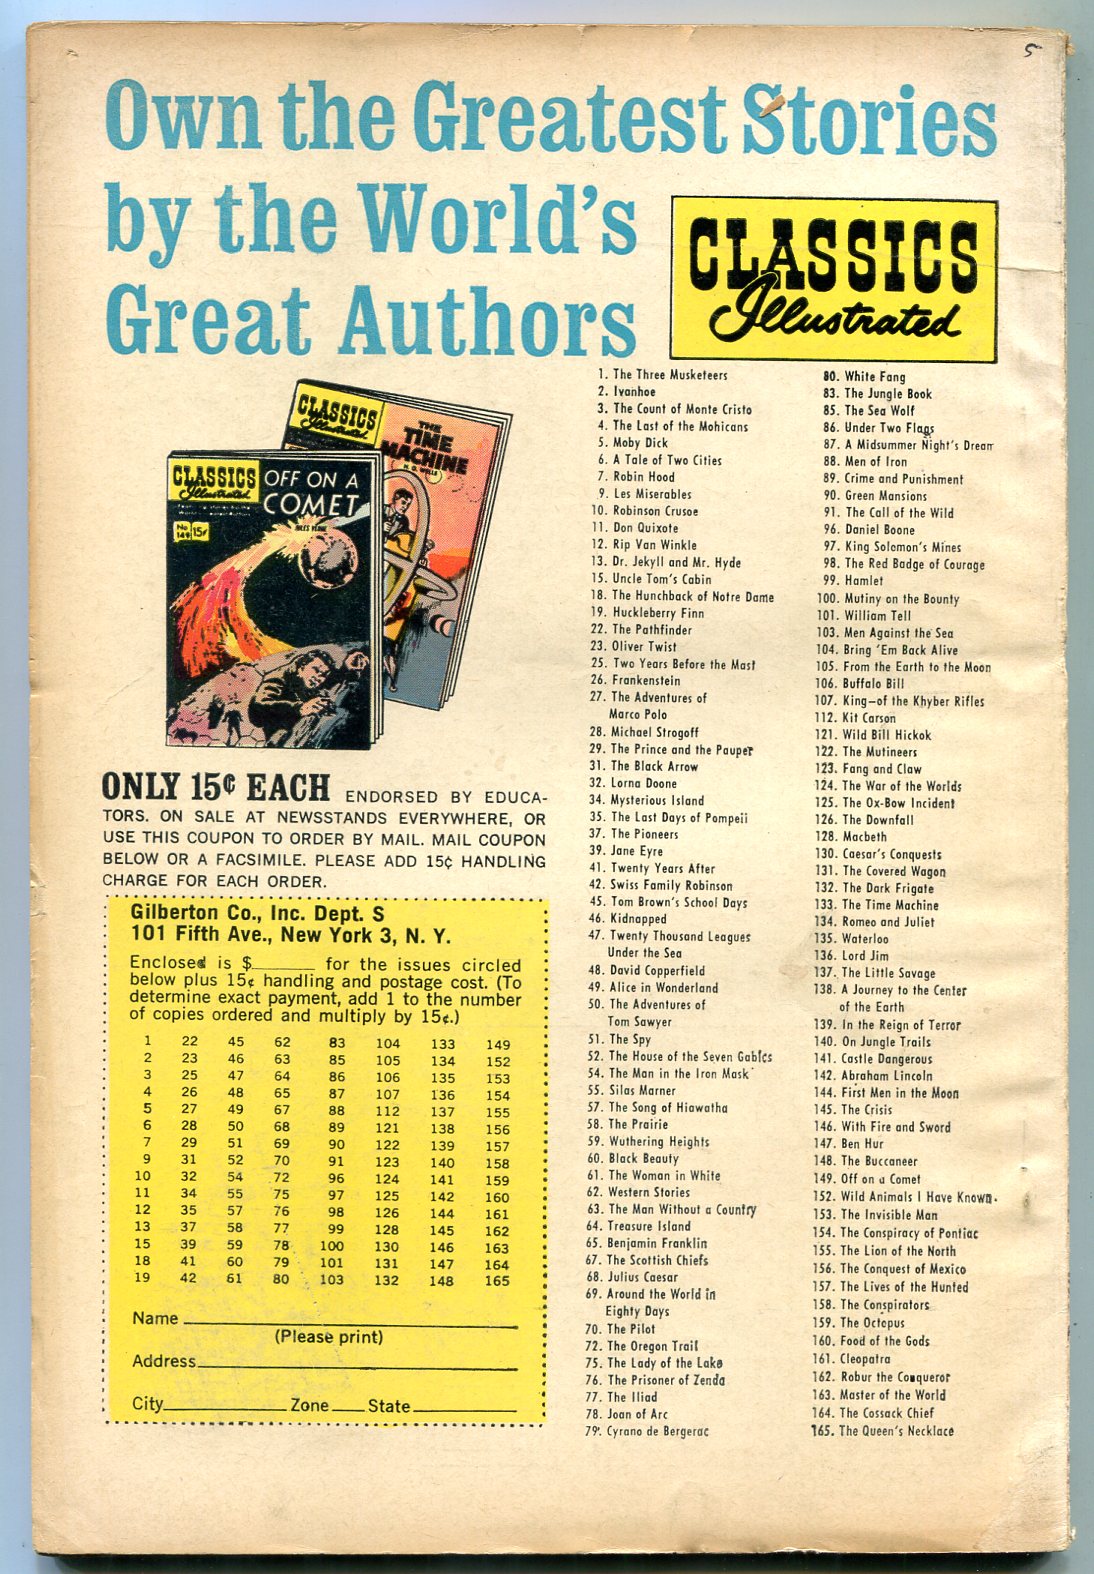 5
Own the Greatest Stories
by the World's
Great Authors
CLASSICS
Illustrated
CLASSICS
Illustrated
THE
TIME
MACHINE
H. G. WELLS
CLASSICS
Illustrated
No.
149
15¢
OFF ON A
COMET
JULES VERNE
ONLY 15¢ EACH ENDORSED BY EDUCA-
TORS. ON SALE AT NEWSSTANDS EVERYWHERE, OR
USE THIS COUPON TO ORDER BY MAIL. MAIL COUPON
BELOW OR A FACSIMILE. PLEASE ADD 15¢ HANDLING
CHARGE FOR EACH ORDER.
Gilberton Co., Inc. Dept. S
101 Fifth Ave., New York 3, N. Y.
Enclosed is $______ for the issues circled
below plus 15¢ handling and postage cost. (To
determine exact payment, add 1 to the number
of copies ordered and multiply by 15¢.)
1 22 45 62 83 104 133 149
2 23 46 63 85 105 134 152
3 25 47 64 86 106 135 153
4 26 48 65 87 107 136 154
5 27 49 67 88 112 137 155
6 28 50 68 89 121 138 156
7 29 51 69 90 122 139 157
9 31 52 70 91 123 140 158
10 32 54 72 96 124 141 159
11 34 55 75 97 125 142 160
12 35 57 76 98 126 144 161
13 37 58 77 99 128 145 162
15 39 59 78 100 130 146 163
18 41 60 79 101 131 147 164
19 42 61 80 103 132 148 165
Name
(Please print)
Address
City Zone State
1. The Three Musketeers
2. Ivanhoe
3. The Count of Monte Cristo
4. The Last of the Mohicans
5. Moby Dick
6. A Tale of Two Cities
7. Robin Hood
9. Les Miserables
10. Robinson Crusoe
11. Don Quixote
12. Rip Van Winkle
13. Dr. Jekyll and Mr. Hyde
15. Uncle Tom's Cabin
18. The Hunchback of Notre Dame
19. Huckleberry Finn
22. The Pathfinder
23. Oliver Twist
25. Two Years Before the Mast
26. Frankenstein
27. The Adventures of
Marco Polo
28. Michael Strogoff
29. The Prince and the Pauper
31. The Black Arrow
32. Lorna Doone
34. Mysterious Island
35. The Last Days of Pompeii
37. The Pioneers
39. Jane Eyre
41. Twenty Years After
42. Swiss Family Robinson
45. Tom Brown's School Days
46. Kidnapped
47. Twenty Thousand Leagues
Under the Sea
48. David Copperfield
49. Alice in Wonderland
50. The Adventures of
Tom Sawyer
51. The Spy
52. The House of the Seven Gables
54. The Man in the Iron Mask
55. Silas Marner
57. The Song of Hiawatha
58. The Prairie
59. Wuthering Heights
60. Black Beauty
61. The Woman in White
62. Western Stories
63. The Man Without a Country
64. Treasure Island
65. Benjamin Franklin
67. The Scottish Chiefs
68. Julius Caesar
69. Around the World in
Eighty Days
70. The Pilot
72. The Oregon Trail
75. The Lady of the Lake
76. The Prisoner of Zenda
77. The Iliad
78. Joan of Arc
79. Cyrano de Bergerac
80. White Fang
83. The Jungle Book
85. The Sea Wolf
86. Under Two Flags
87. A Midsummer Night's Dream
88. Men of Iron
89. Crime and Punishment
90. Green Mansions
91. The Call of the Wild
96. Daniel Boone
97. King Solomon's Mines
98. The Red Badge of Courage
99. Hamlet
100. Mutiny on the Bounty
101. William Tell
103. Men Against the Sea
104. Bring 'Em Back Alive
105. From the Earth to the Moon
106. Buffalo Bill
107. King—of the Khyber Rifles
112. Kit Carson
121. Wild Bill Hickok
122. The Mutineers
123. Fang and Claw
124. The War of the Worlds
125. The Ox-Bow Incident
126. The Downfall
128. Macbeth
130. Caesar's Conquests
131. The Covered Wagon
132. The Dark Frigate
133. The Time Machine
134. Romeo and Juliet
135. Waterloo
136. Lord Jim
137. The Little Savage
138. A Journey to the Center
of the Earth
139. In the Reign of Terror
140. On Jungle Trails
141. Castle Dangerous
142. Abraham Lincoln
144. First Men in the Moon
145. The Crisis
146. With Fire and Sword
147. Ben Hur
148. The Buccaneer
149. Off on a Comet
152. Wild Animals I Have Known.
153. The Invisible Man
154. The Conspiracy of Pontiac
155. The Lion of the North
156. The Conquest of Mexico
157. The Lives of the Hunted
158. The Conspirators
159. The Octopus
160. Food of the Gods
161. Cleopatra
162. Robur the Conqueror
163. Master of the World
164. The Cossack Chief
165. The Queen's Necklace